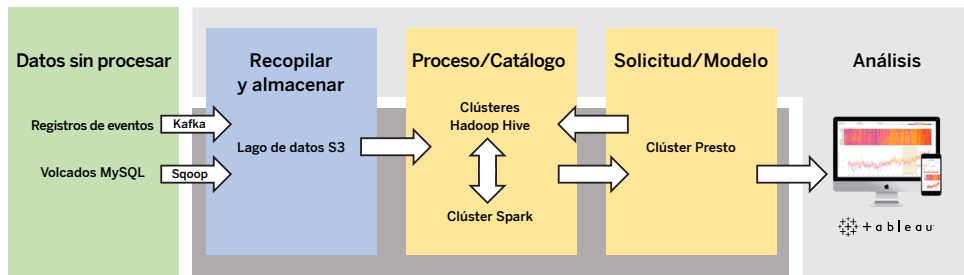 Datos sin procesar
Registros de eventos
Kafka
Volcados MySQL
Sqoop
Recopilar
y almacenar
Lago de datos S3
Proceso/Catálogo
Clústeres
Hadoop Hive
Clúster Spark
Solicitud/Modelo
Clúster Presto
Análisis
+ a b l e a u